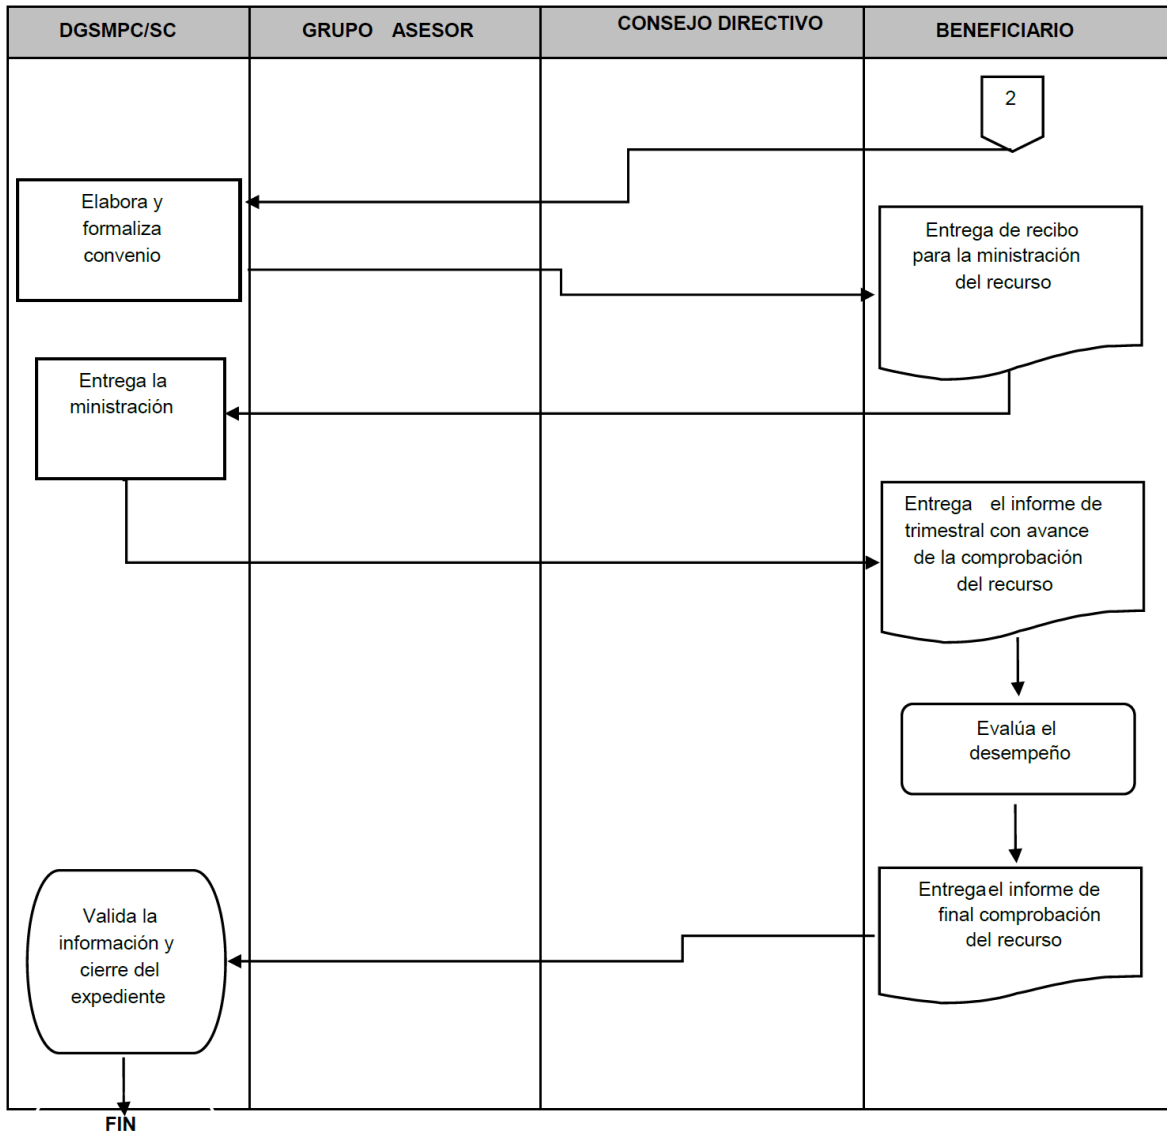 DGSMPC/SC
GRUPO ASESOR
CONSEJO DIRECTIVO
BENEFICIARIO
2
Elabora y
formaliza
convenio
Entrega de recibo
para la ministración
del recurso
Entrega la
ministración
Entrega el informe de
trimestral con avance
de la comprobación
del recurso
Evalúa el
desempeño
Entrega el informe de
final comprobación
del recurso
Valida la
información y
cierre del
expediente
FIN